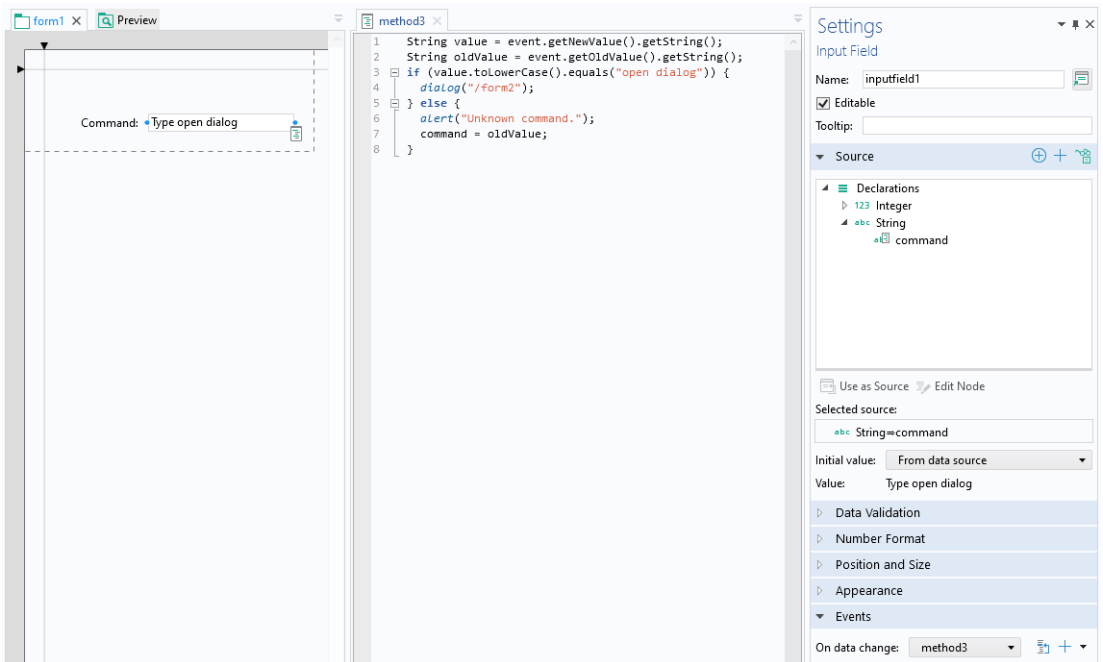 form1
Preview
Command:
Type open dialog
method3
1 String value = event.getNewValue().getString();
2 String oldValue = event.getOldValue().getString();
3 if (value.toLowerCase().equals("open dialog")) {
4 dialog("/form2");
5 } else {
6 alert("Unknown command.");
7 command = oldValue;
8 }
Settings
Input Field
Name: inputfield1
Editable
Tooltip:
Source
Declarations
123 Integer
abc String
command
Use as Source Edit Node
Selected source:
abc String⇒command
Initial value: From data source
Value: Type open dialog
Data Validation
Number Format
Position and Size
Appearance
Events
On data change: method3